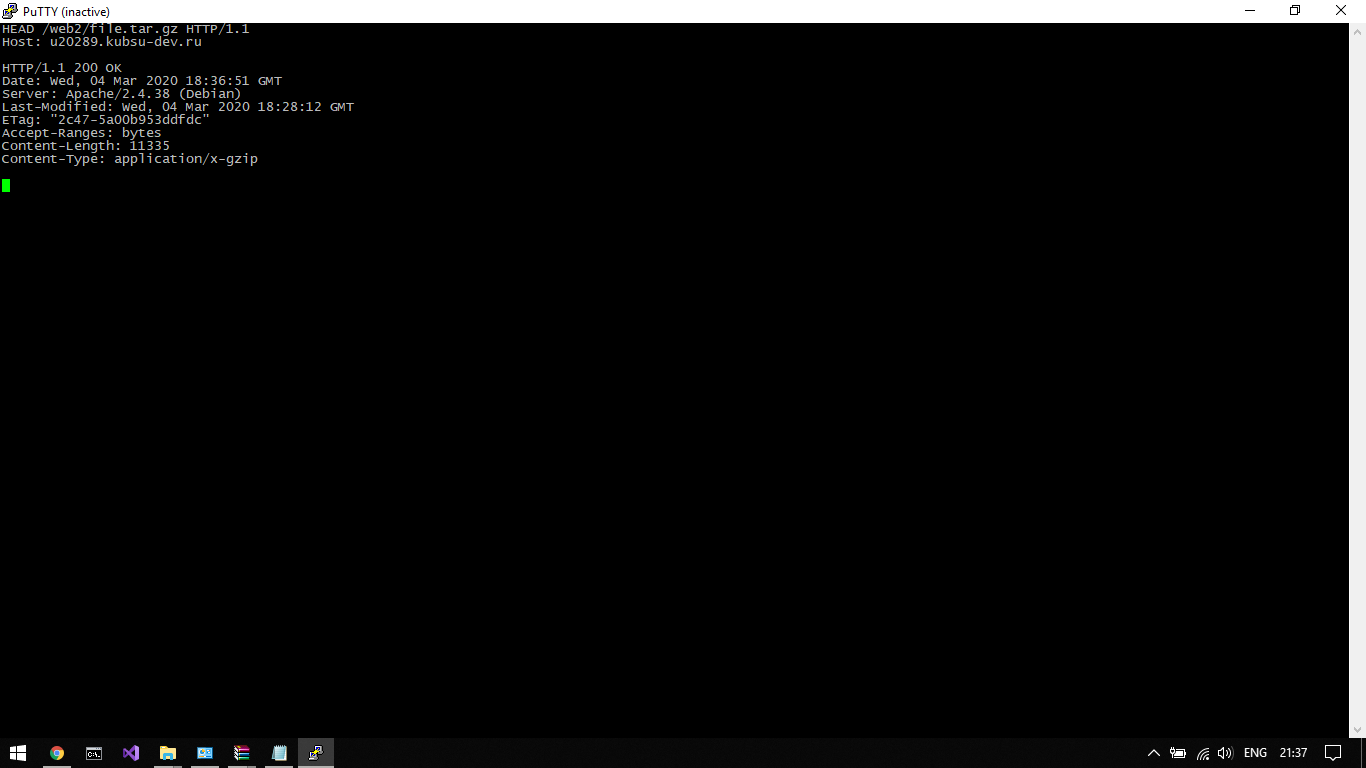 PuTTY (inactive)
HEAD /web2/file.tar.gz HTTP/1.1
Host: u20289.kubsu-dev.ru
HTTP/1.1 200 OK
Date: Wed, 04 Mar 2020 18:36:51 GMT
Server: Apache/2.4.38 (Debian)
Last-Modified: Wed, 04 Mar 2020 18:28:12 GMT
ETag: "2c47-5a00b953ddfdc"
Accept-Ranges: bytes
Content-Length: 11335
Content-Type: application/x-gzip
ENG 21:37